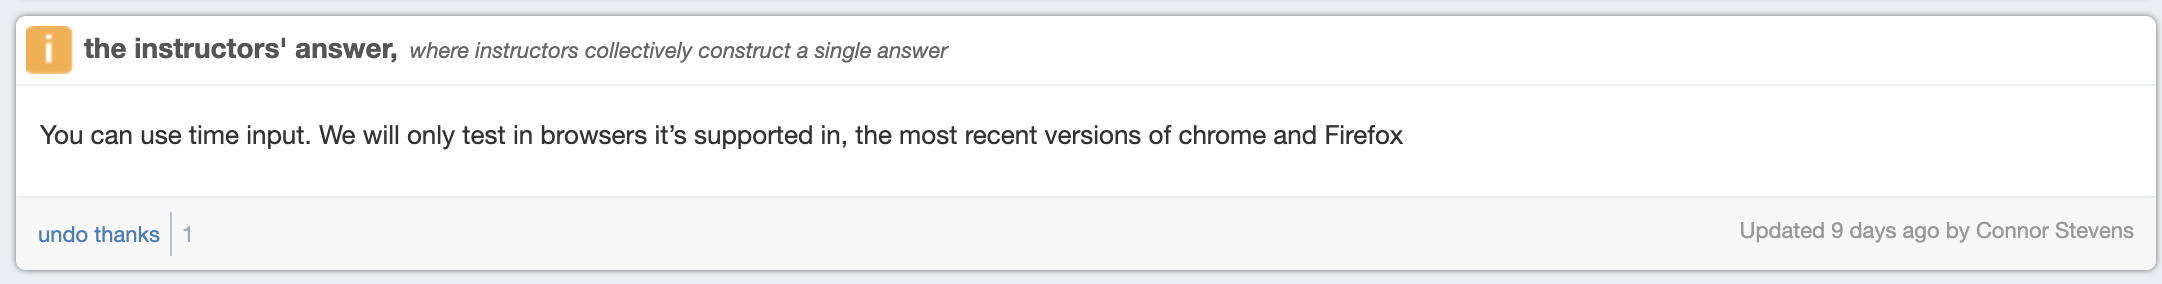 i the instructors' answer, where instructors collectively construct a single answer
You can use time input. We will only test in browsers it’s supported in, the most recent versions of chrome and Firefox
undo thanks 1 Updated 9 days ago by Connor Stevens